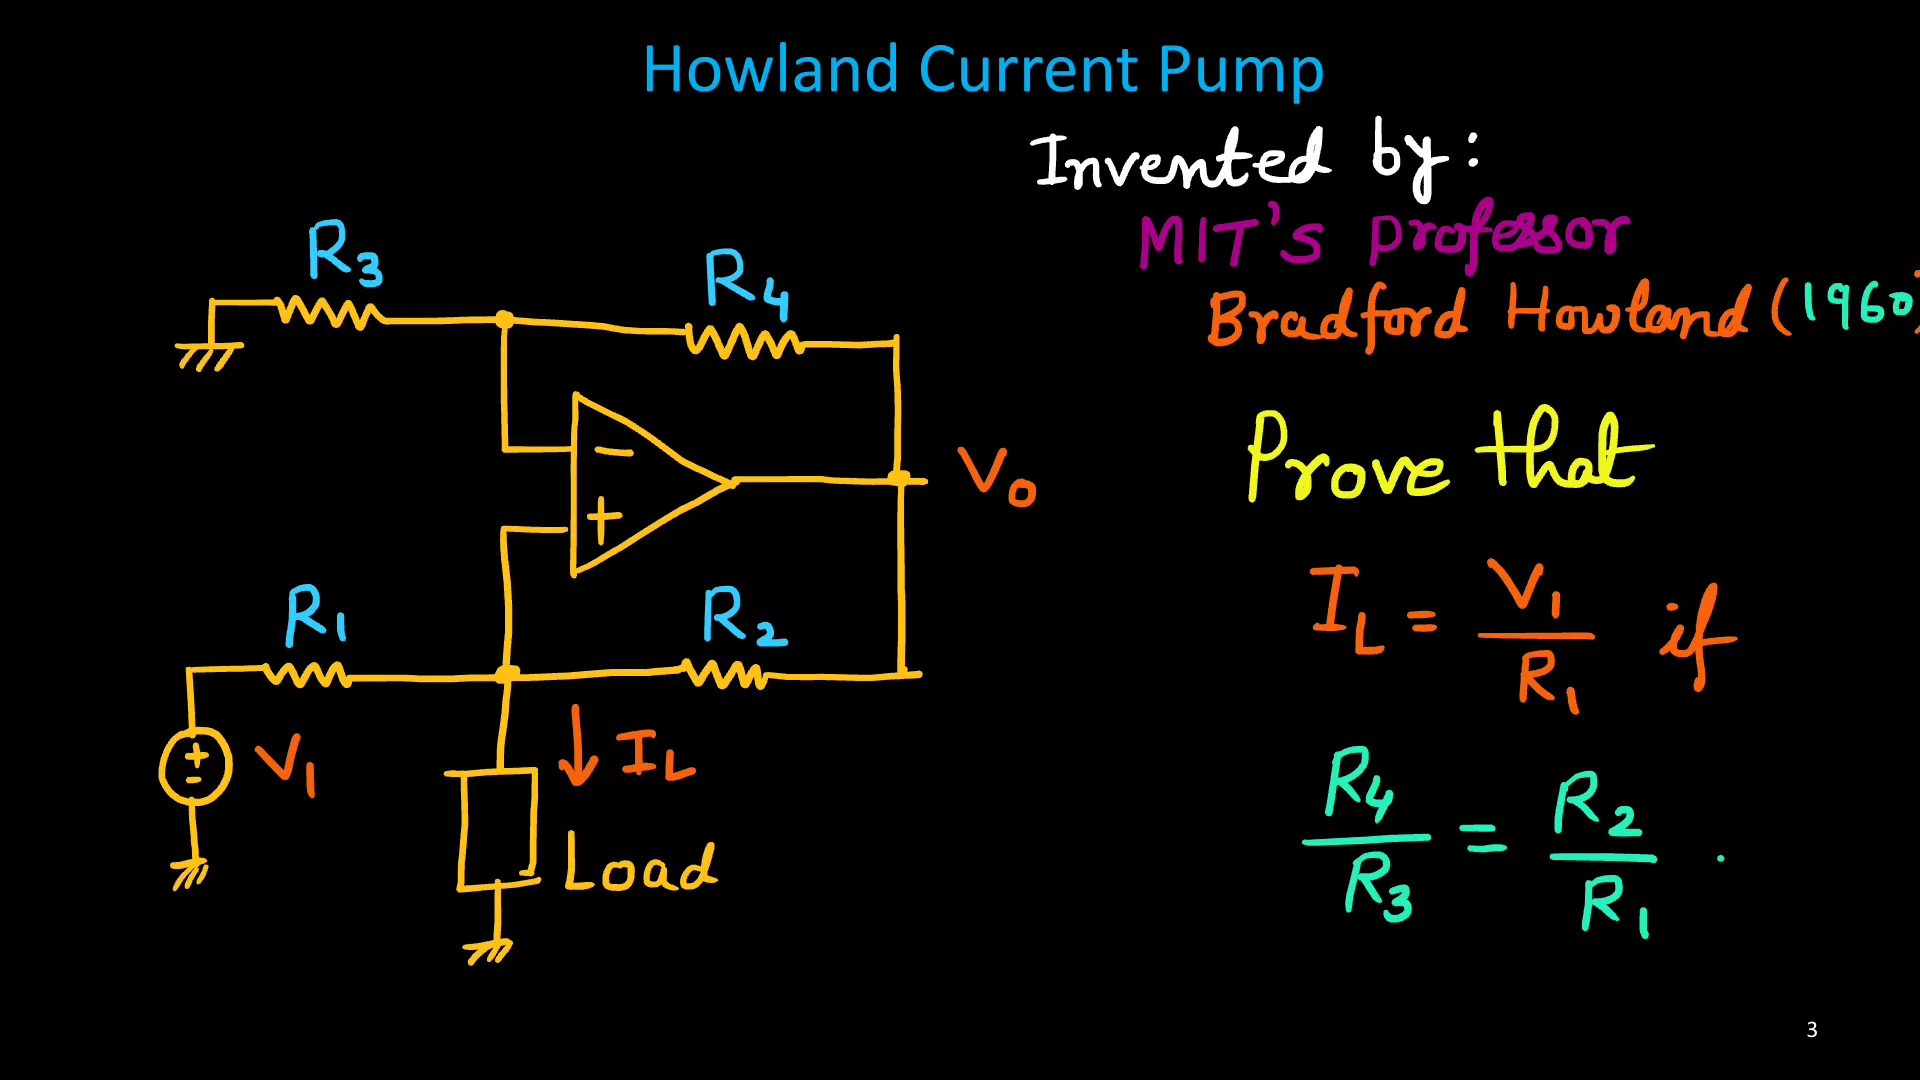 Howland Current Pump
Invented by:
MIT's professor
Bradford Howland (1960)
R3
R4
−
+
Vo
R1
R2
+
-
V1
IL
Load
Prove that
IL = V1/R1 if
R4/R3 = R2/R1 .
3